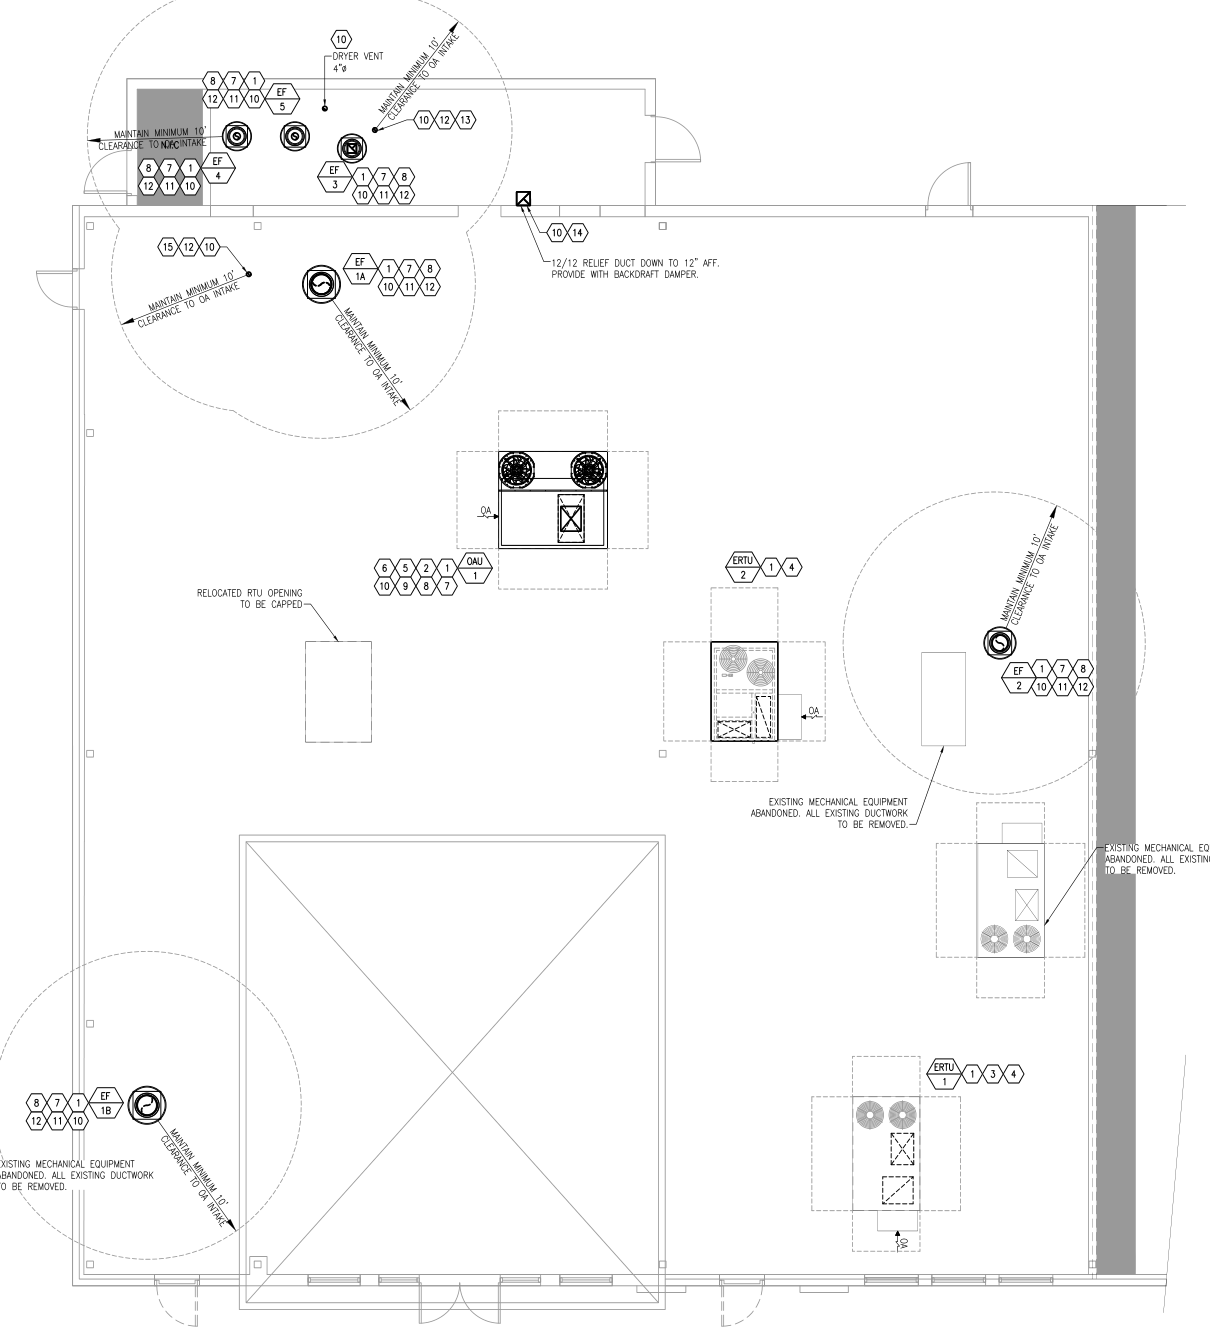 10
DRYER VENT
4"ø
MAINTAIN MINIMUM 10'
CLEARANCE TO OA INTAKE
8 7 1
12 11 10
EF
5
10 12 13
MAINTAIN MINIMUM 10'
CLEARANCE TO OA INTAKE
N.I.C
8 7 1
12 11 10
EF
4
EF
3
1 7 8
10 11 12
10 14
12/12 RELIEF DUCT DOWN TO 12" AFF.
PROVIDE WITH BACKDRAFT DAMPER.
15 12 10
MAINTAIN MINIMUM 10'
CLEARANCE TO OA INTAKE
EF
1A
1 7 8
10 11 12
MAINTAIN MINIMUM 10'
CLEARANCE TO OA INTAKE
OA
6 5 2 1
10 9 8 7
OAU
1
ERTU
2
1 4
MAINTAIN MINIMUM 10'
CLEARANCE TO OA INTAKE
RELOCATED RTU OPENING
TO BE CAPPED
EF
2
1 7 8
10 11 12
OA
EXISTING MECHANICAL EQUIPMENT
ABANDONED. ALL EXISTING DUCTWORK
TO BE REMOVED.
EXISTING MECHANICAL EQ
ABANDONED. ALL EXISTING
TO BE REMOVED.
ERTU
1
1 3 4
8 7 1
12 11 10
EF
1B
MAINTAIN MINIMUM 10'
CLEARANCE TO OA INTAKE
XISTING MECHANICAL EQUIPMENT
ABANDONED. ALL EXISTING DUCTWORK
TO BE REMOVED.
OA